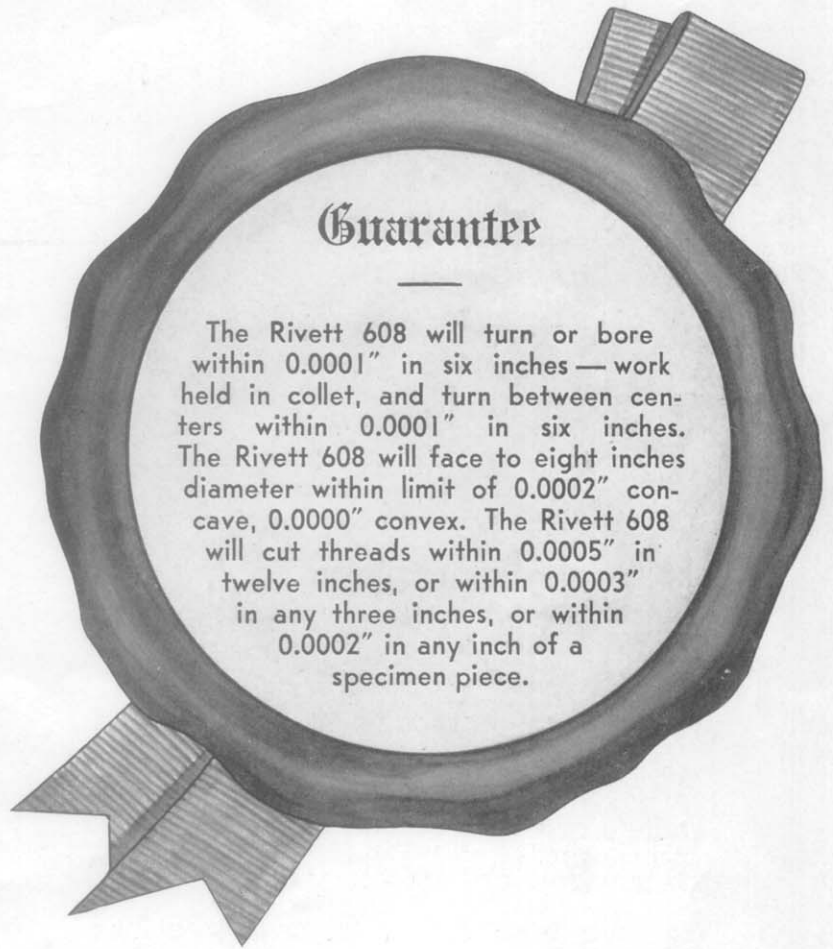 Guarantee
The Rivett 608 will turn or bore
within 0.0001″ in six inches — work
held in collet, and turn between cen-
ters within 0.0001″ in six inches.
The Rivett 608 will face to eight inches
diameter within limit of 0.0002″ con-
cave, 0.0000″ convex. The Rivett 608
will cut threads within 0.0005″ in
twelve inches, or within 0.0003″
in any three inches, or within
0.0002″ in any inch of a
specimen piece.